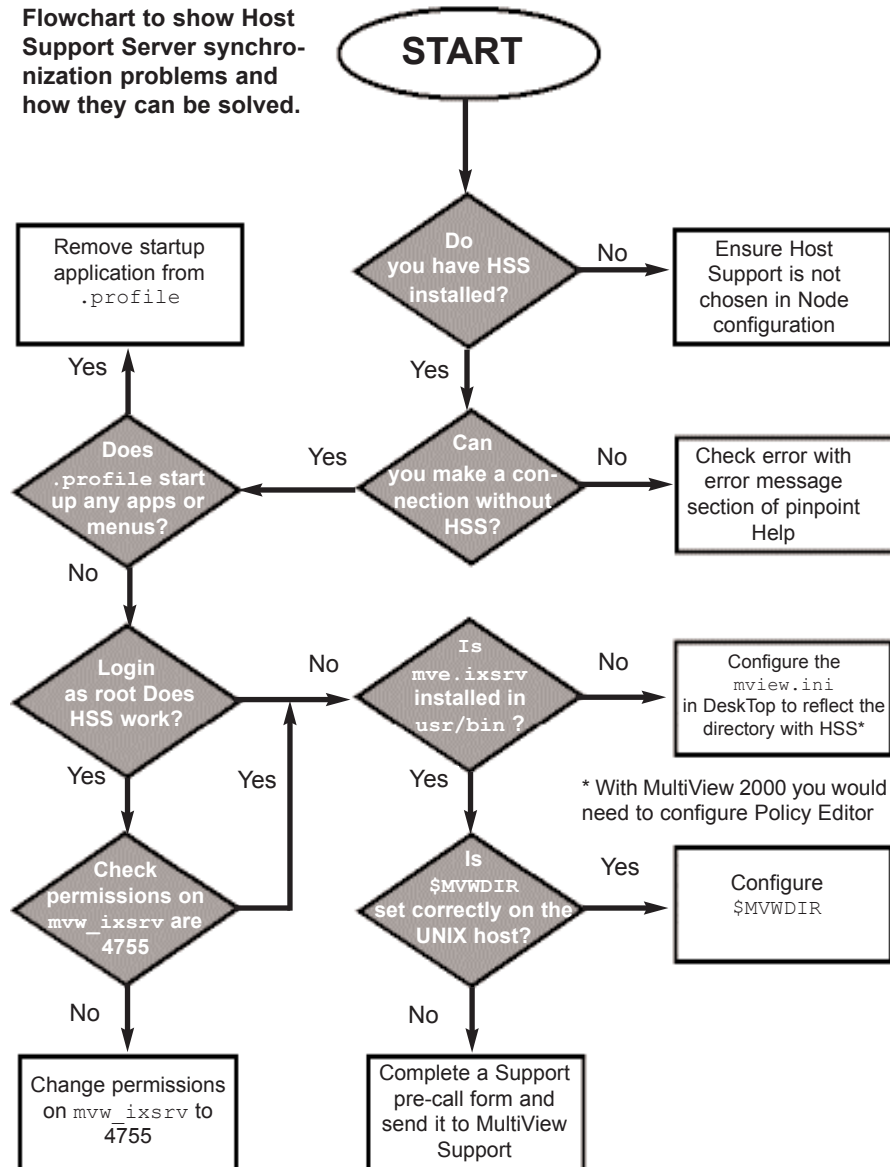 Flowchart to show Host
Support Server synchro-
nization problems and
how they can be solved.
START
Do
you have HSS
installed?
No
Ensure Host
Support is not
chosen in Node
configuration
Yes
Remove startup
application from
.profile
Yes
Can
you make a con-
nection without
HSS?
No
Check error with
error message
section of pinpoint
Help
Yes
Does
.profile start
up any apps or
menus?
No
Login
as root Does
HSS work?
No
Is
mve.ixsrv
installed in
usr/bin ?
No
Configure the
mview.ini
in DeskTop to reflect the
directory with HSS*
* With MultiView 2000 you would
need to configure Policy Editor
Yes
Yes
Yes
Check
permissions on
mvw_ixsrv are
4755
Is
$MVWDIR
set correctly on the
UNIX host?
Yes
Configure
$MVWDIR
No
No
Change permissions
on mvw_ixsrv to
4755
Complete a Support
pre-call form and
send it to MultiView
Support